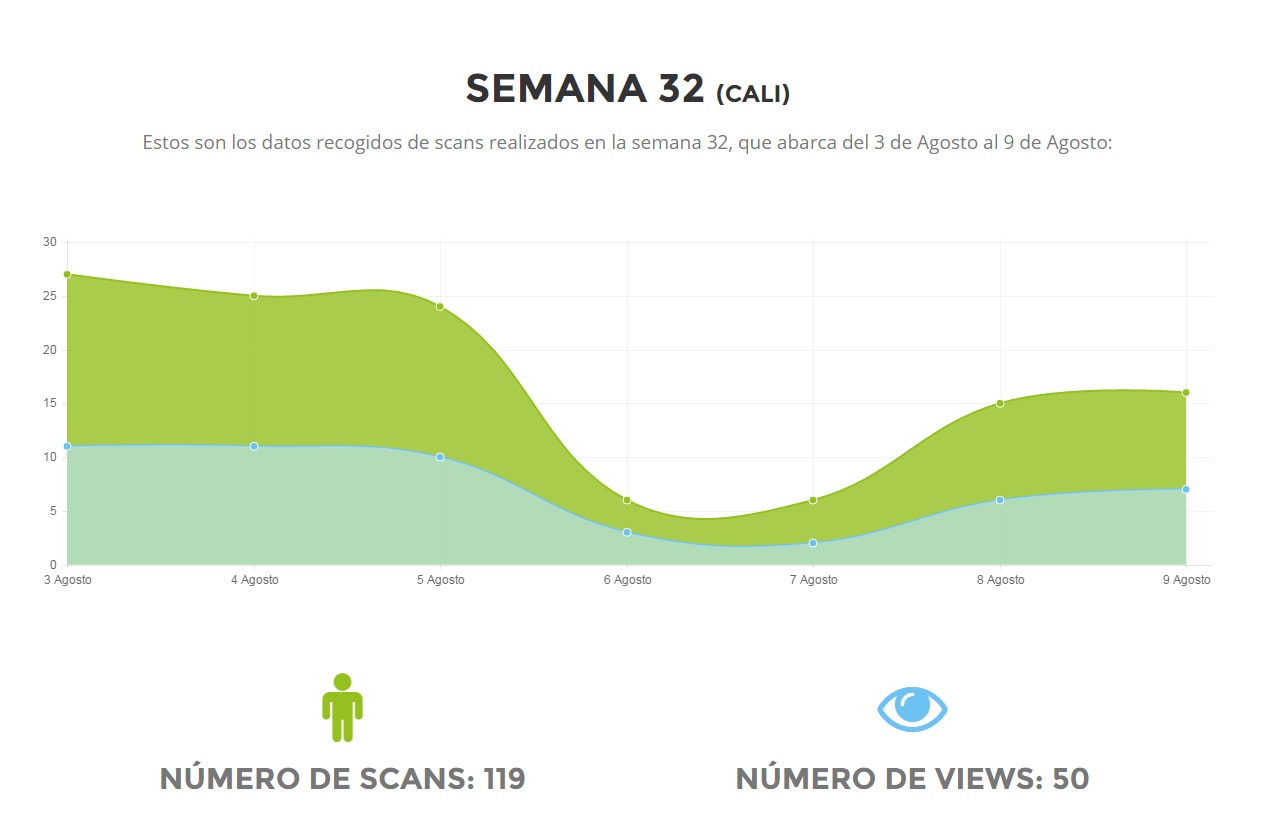 SEMANA 32 (CALI)
Estos son los datos recogidos de scans realizados en la semana 32, que abarca del 3 de Agosto al 9 de Agosto:
30
25
20
15
10
5
0
3 Agosto 4 Agosto 5 Agosto 6 Agosto 7 Agosto 8 Agosto 9 Agosto
NÚMERO DE SCANS: 119
NÚMERO DE VIEWS: 50